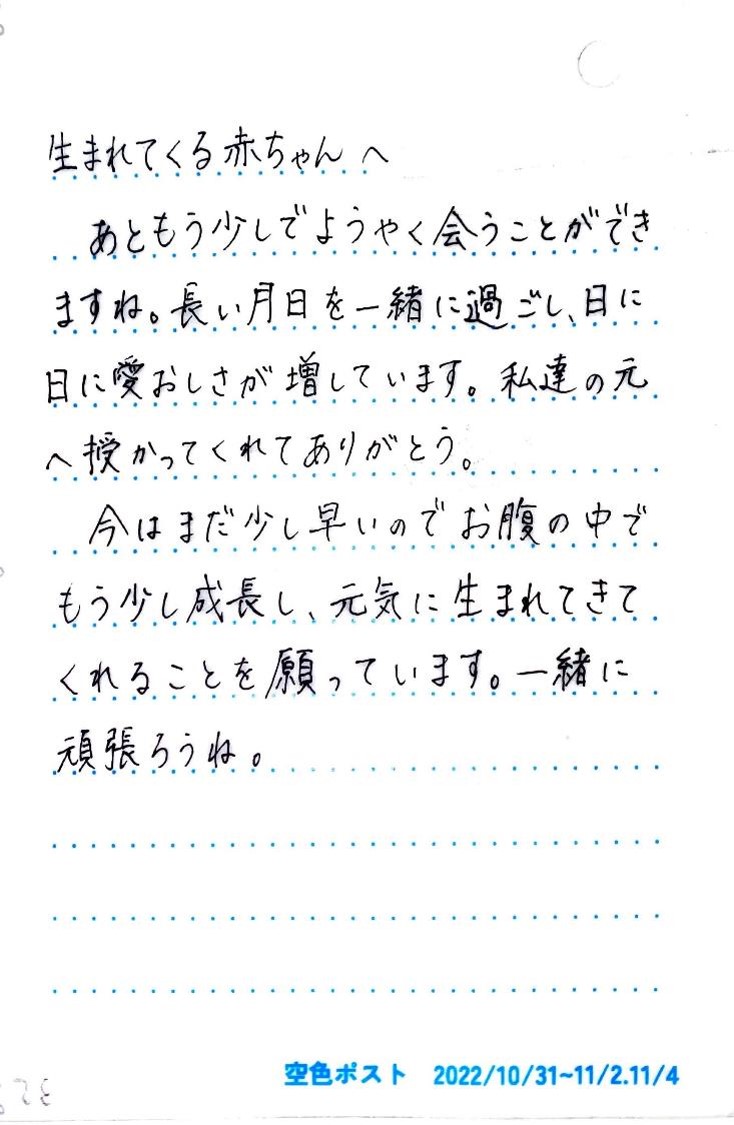 生まれてくる赤ちゃんへ
あともう少しでようやく会うことができ
ますね。長い月日を一緒に過ごし、日に
日に愛おしさが増しています。私達の元
へ授かってくれてありがとう。
今はまだ少し早いのでお腹の中で
もう少し成長し、元気に生まれてきて
くれることを願っています。一緒に
頑張ろうね。
空色ポスト 2022/10/31~11/2.11/4